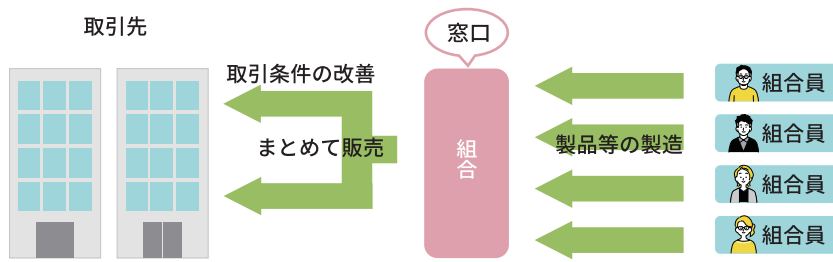 取引先
窓口
取引条件の改善
まとめて販売
組合
製品等の製造
組合員
組合員
組合員
組合員